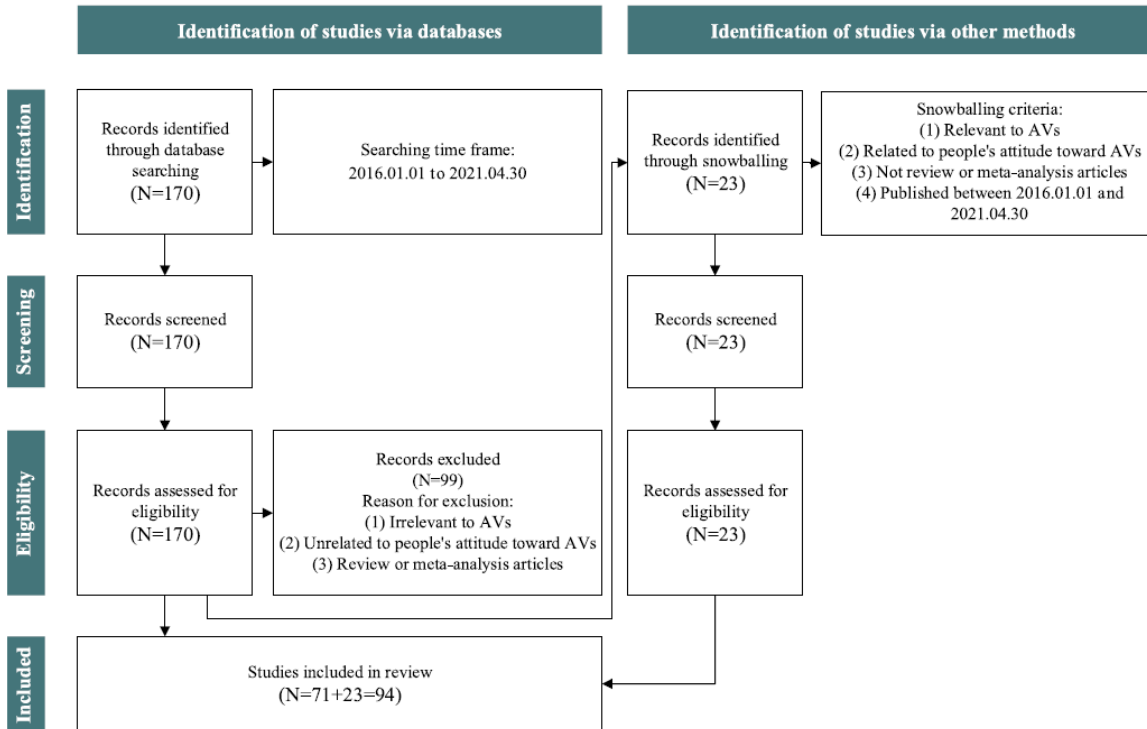 Identification of studies via databases
Identification of studies via other methods
Identification
Records identified
through database
searching
(N=170)
Searching time frame:
2016.01.01 to 2021.04.30
Records identified
through snowballing
(N=23)
Snowballing criteria:
(1) Relevant to AVs
(2) Related to people's attitude toward AVs
(3) Not review or meta-analysis articles
(4) Published between 2016.01.01 and
2021.04.30
Screening
Records screened
(N=170)
Records screened
(N=23)
Eligibility
Records assessed for
eligibility
(N=170)
Records excluded
(N=99)
Reason for exclusion:
(1) Irrelevant to AVs
(2) Unrelated to people's attitude toward AVs
(3) Review or meta-analysis articles
Records assessed for
eligibility
(N=23)
Included
Studies included in review
(N=71+23=94)